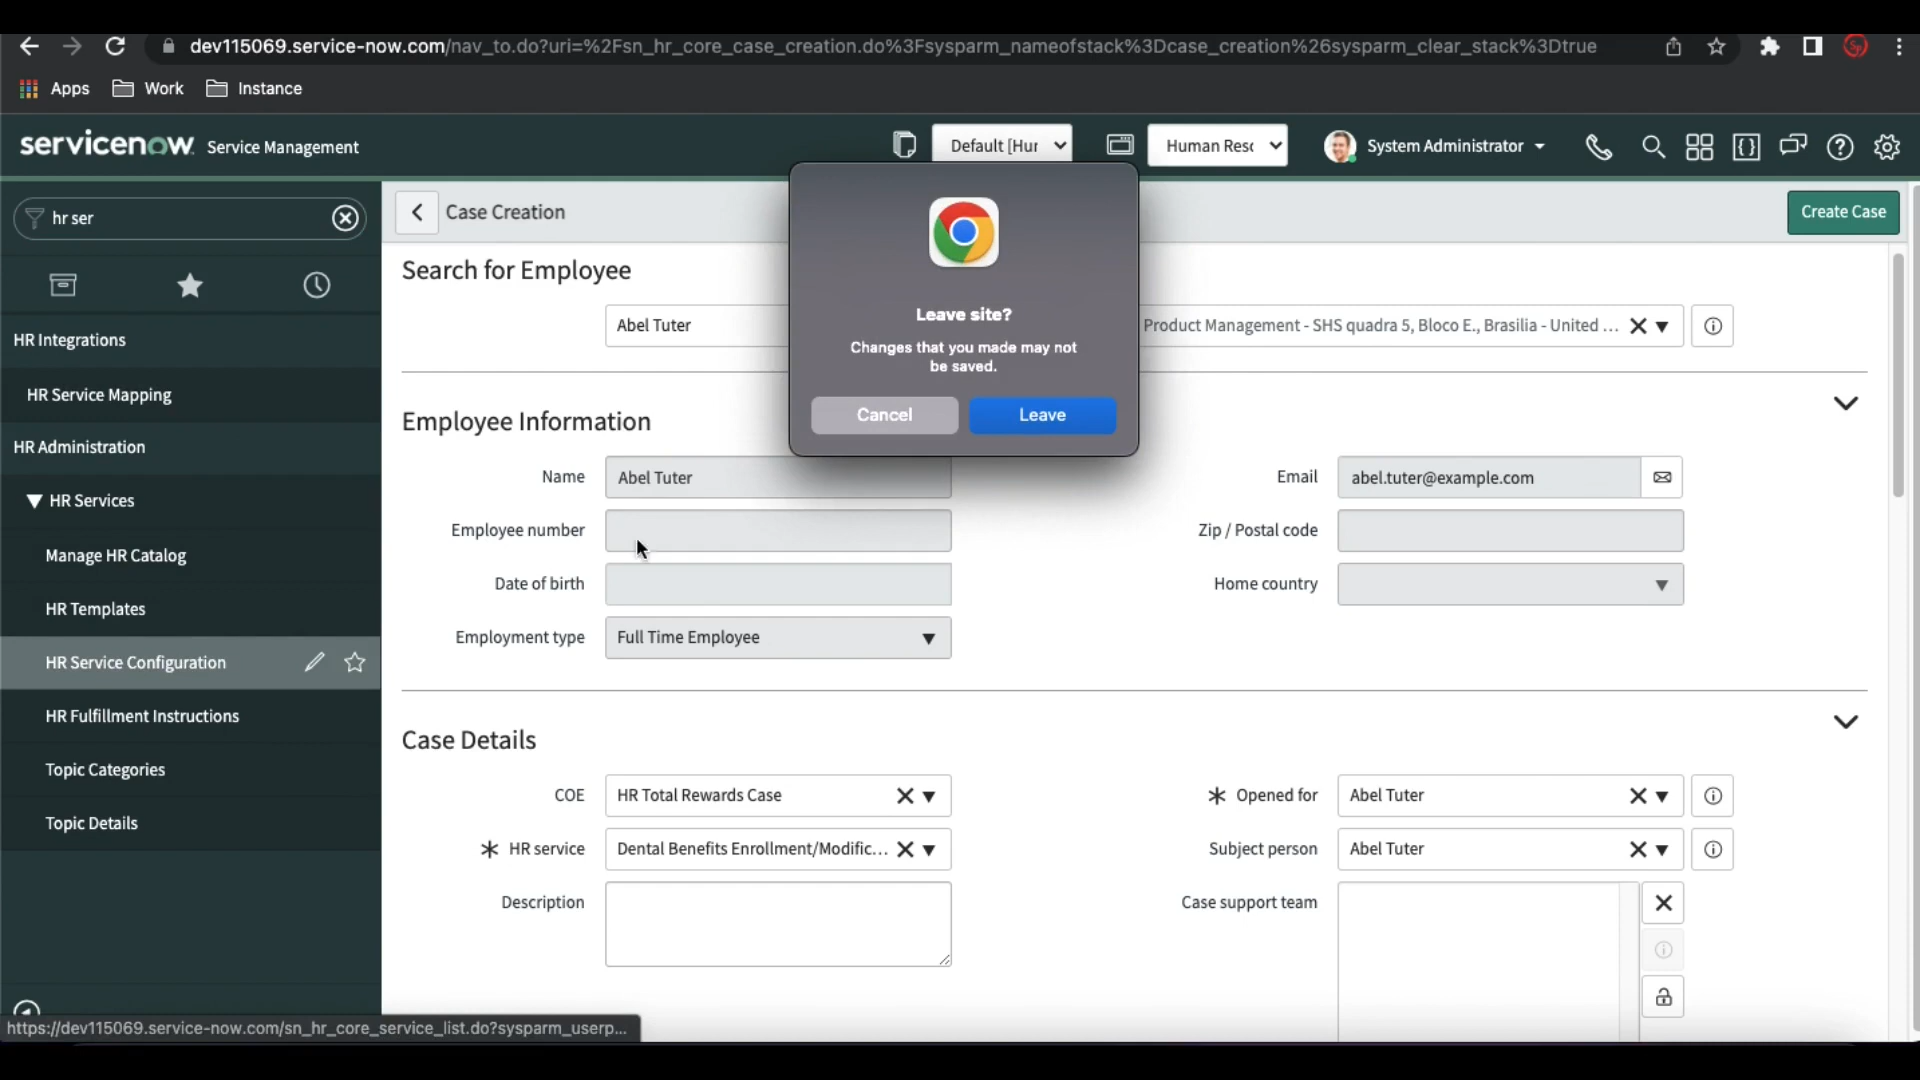 dev115069.service-now.com/nav_to.do?uri=%2Fsn_hr_core_case_creation.do%3Fsysparm_nameofstack%3Dcase_creation%26sysparm_clear_stack%3Dtrue
Apps Work Instance
servicenow. Service Management
Default [Hur
Human Resc
System Administrator
hr ser
Case Creation
Create Case
HR Integrations
HR Service Mapping
HR Administration
HR Services
Manage HR Catalog
HR Templates
HR Service Configuration
HR Fulfillment Instructions
Topic Categories
Topic Details
Search for Employee
Abel Tuter
Product Management - SHS quadra 5, Bloco E., Brasilia - United ...
Leave site?
Changes that you made may not
be saved.
Cancel
Leave
Employee Information
Name Abel Tuter
Email abel.tuter@example.com
Employee number
Zip / Postal code
Date of birth
Home country
Employment type Full Time Employee
Case Details
COE HR Total Rewards Case
Opened for Abel Tuter
HR service Dental Benefits Enrollment/Modific...
Subject person Abel Tuter
Description
Case support team
https://dev115069.service-now.com/sn_hr_core_service_list.do?sysparm_userp...